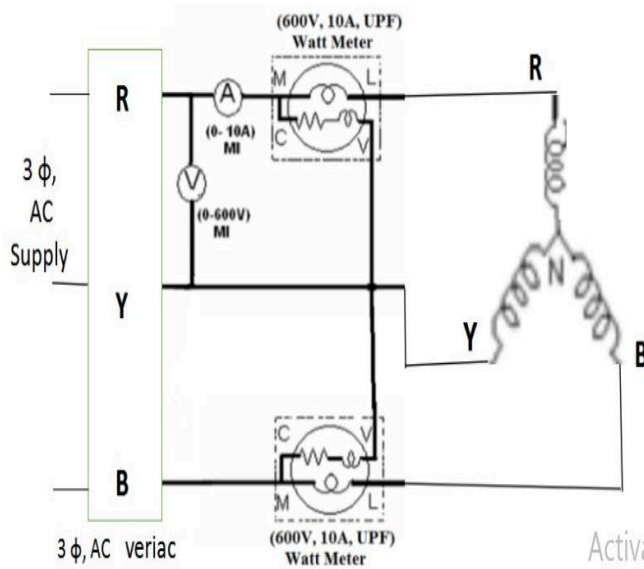 (600V, 10A, UPF)
Watt Meter
M
L
R
R
A
C
V
(0- 10A)
MI
3 ϕ,
AC
Supply
V
(0-600V)
MI
N
Y
Y
B
C
V
B
M
L
(600V, 10A, UPF)
Watt Meter
3 ϕ, AC veriac
Activa